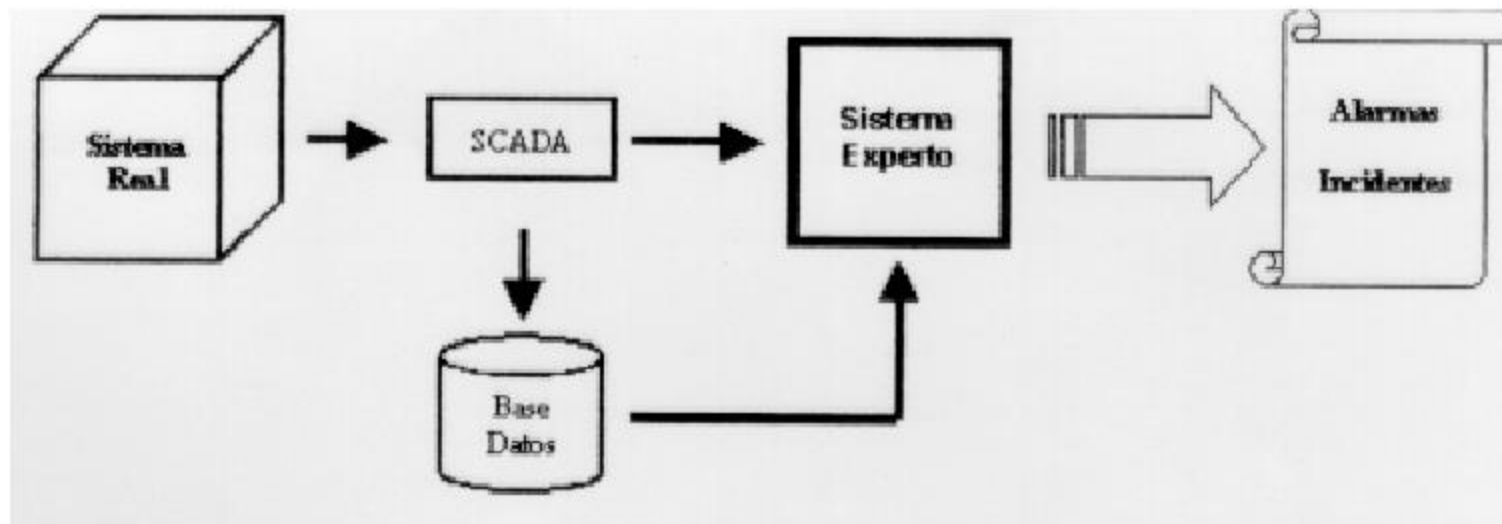 Sistema
Real
SCADA
Sistema
Experto
Alarmas
Incidentes
Base
Datos